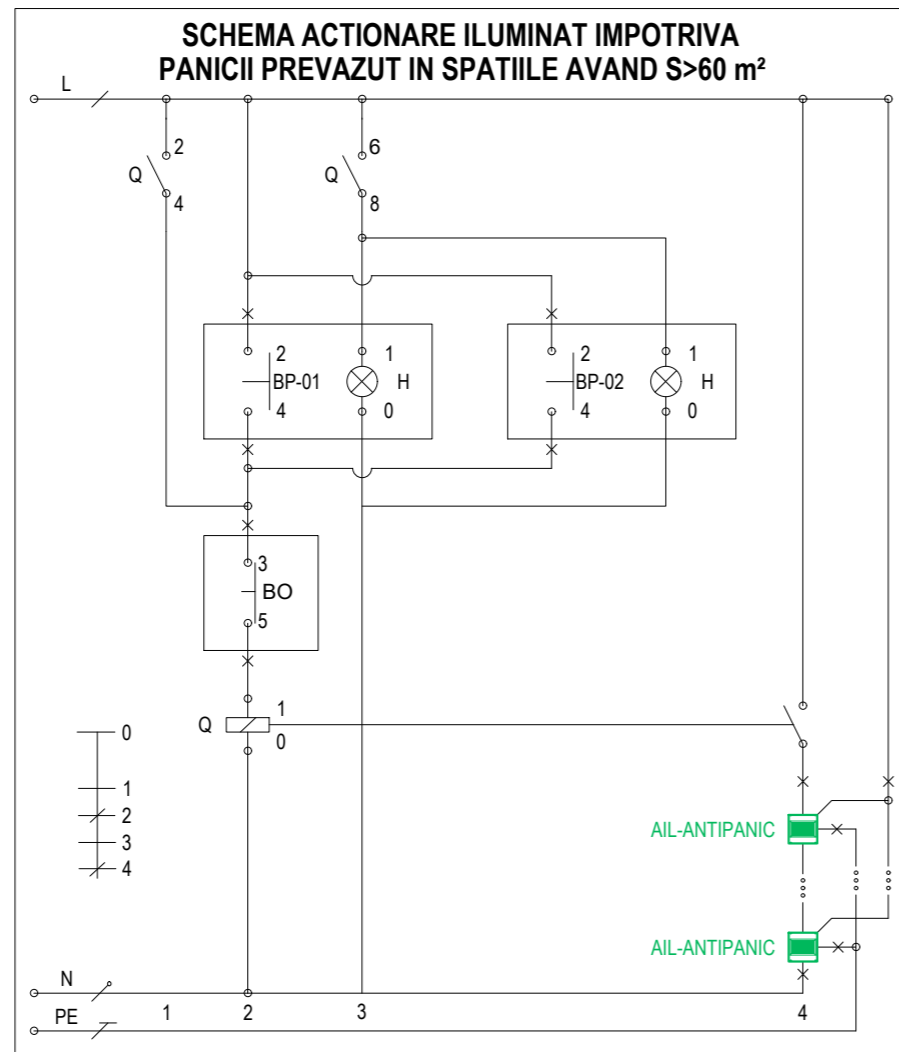 SCHEMA ACTIONARE ILUMINAT IMPOTRIVA
PANICII PREVAZUT IN SPATIILE AVAND S>60 m²
L
2
6
Q
Q
4
8
2
1
2
1
BP-01
H
BP-02
H
4
0
4
0
3
BO
5
1
Q
0
0
1
2
3
4
AIL-ANTIPANIC
AIL-ANTIPANIC
N
1
2
3
4
PE